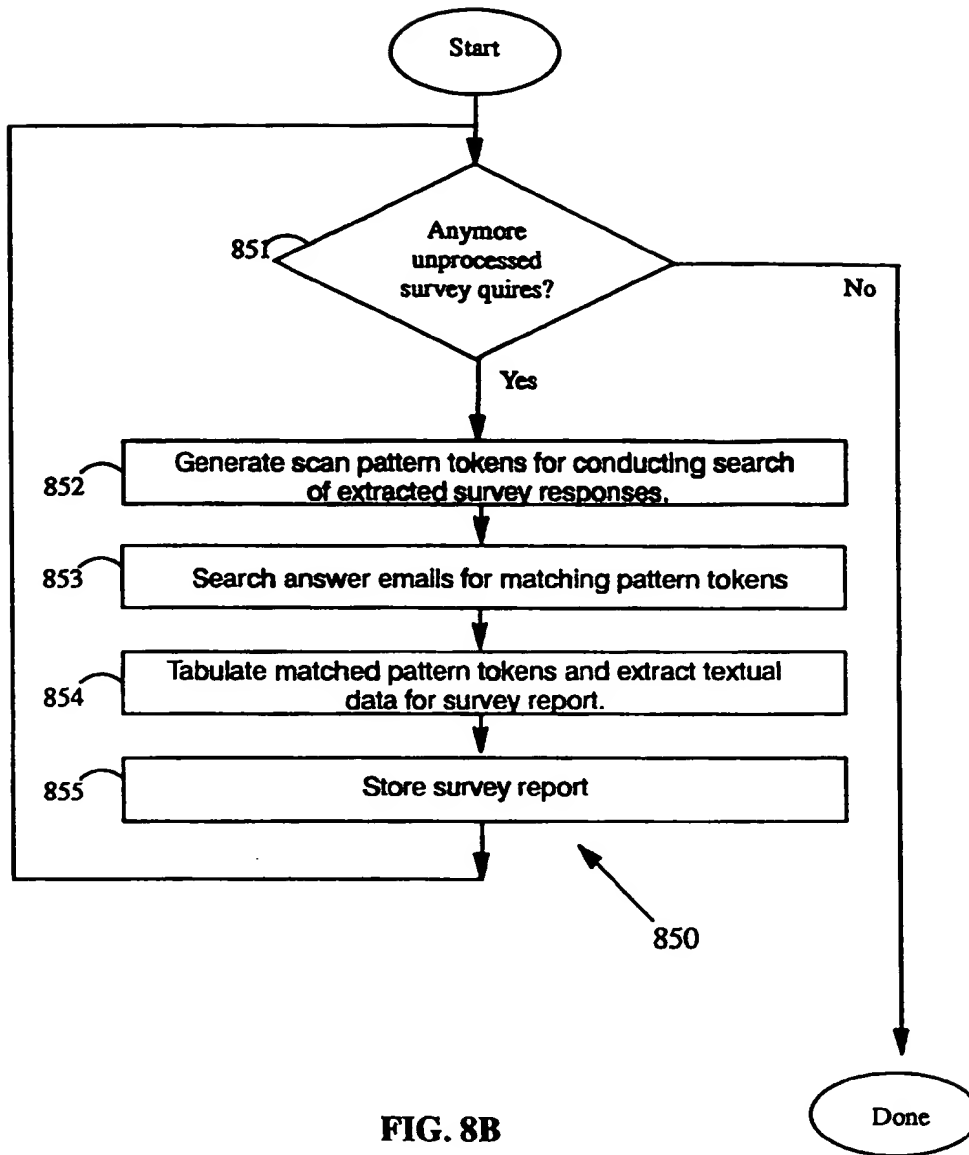 Start
851
Anymore
unprocessed
survey quires?
No
Yes
852
Generate scan pattern tokens for conducting search
of extracted survey responses.
853
Search answer emails for matching pattern tokens
854
Tabulate matched pattern tokens and extract textual
data for survey report.
855
Store survey report
850
Done
FIG. 8B